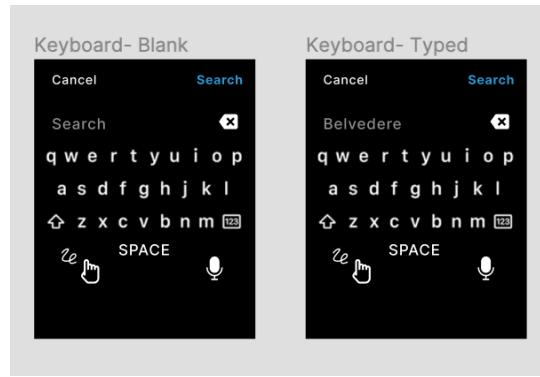 Keyboard- Blank
Cancel Search
Search
q w e r t y u i o p
a s d f g h j k l
z x c v b n m 123
SPACE
Keyboard- Typed
Cancel Search
Belvedere
q w e r t y u i o p
a s d f g h j k l
z x c v b n m 123
SPACE